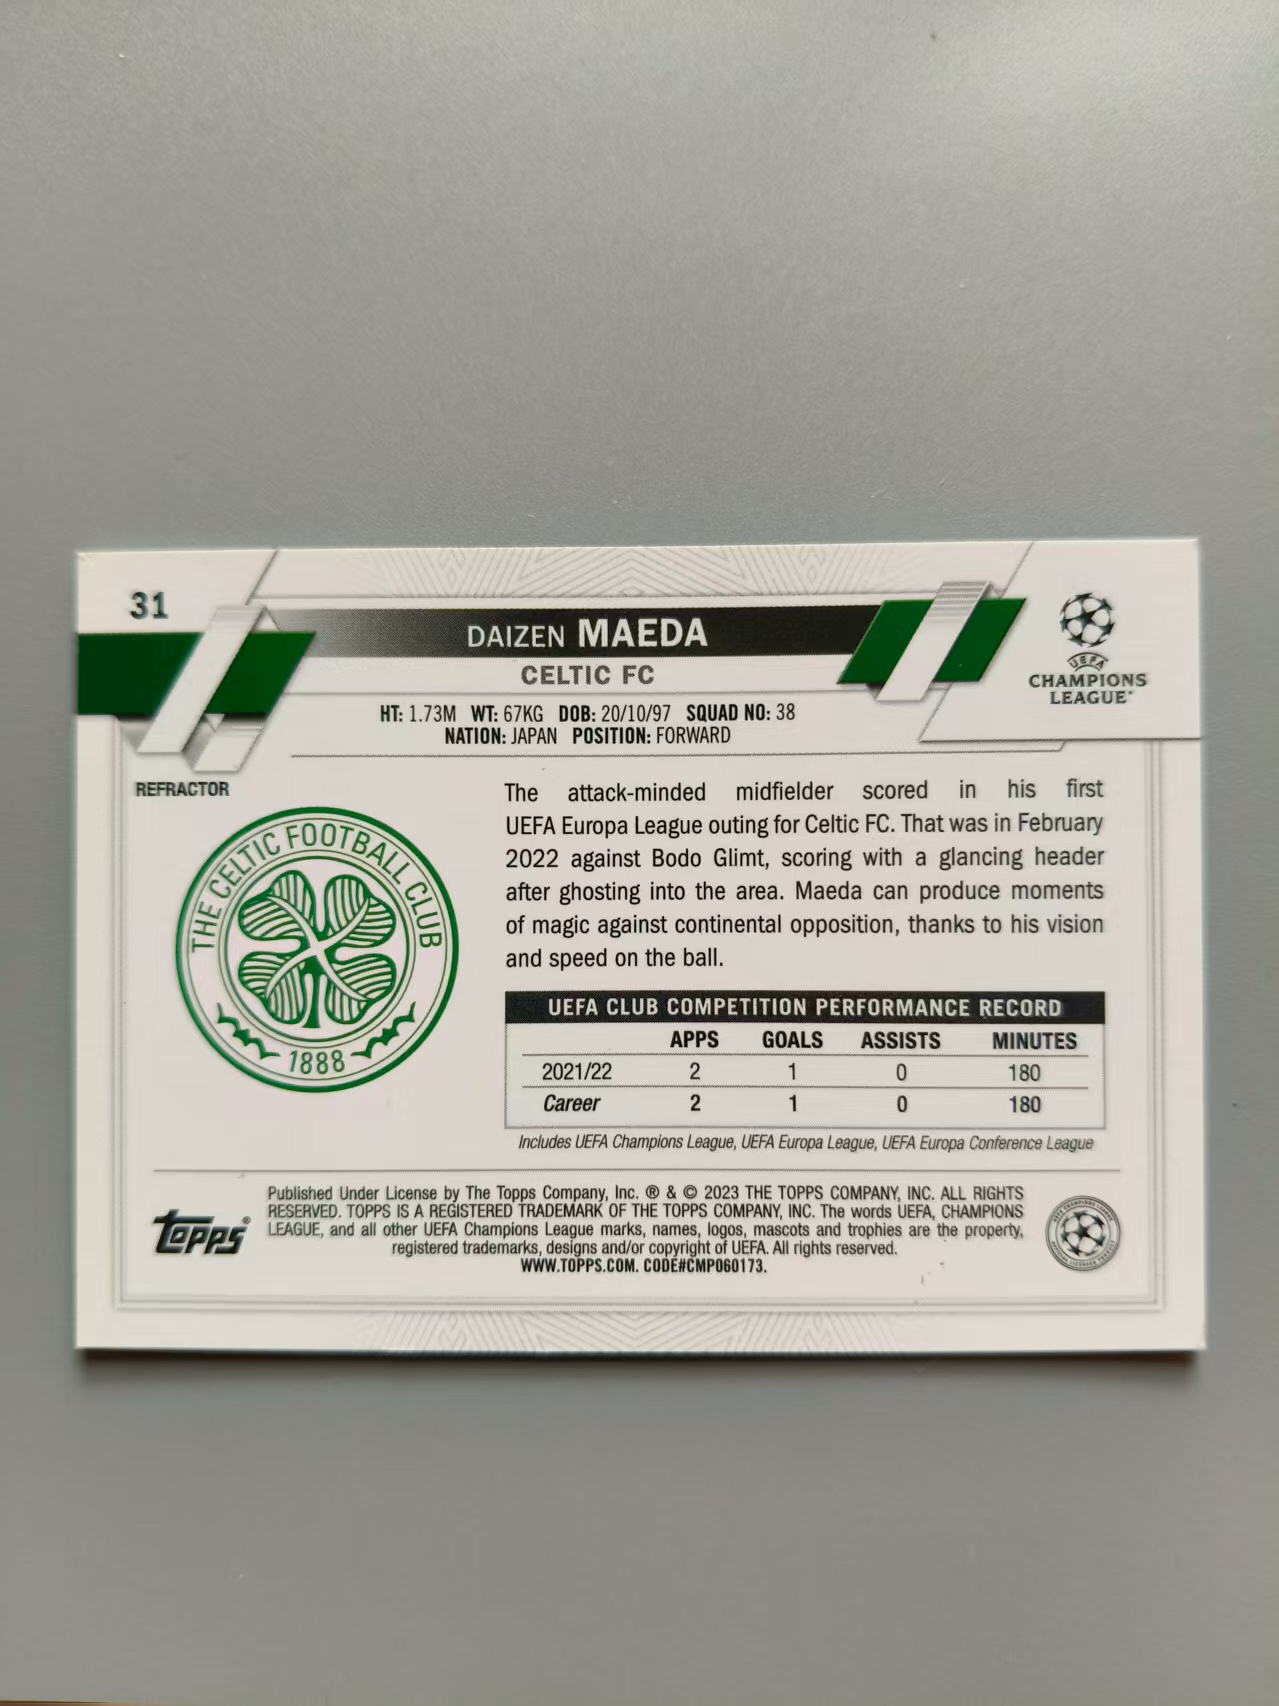 31
DAIZEN MAEDA
CELTIC FC
UEFA
CHAMPIONS
LEAGUE
HT: 1.73M WT: 67KG DOB: 20/10/97 SQUAD NO: 38
NATION: JAPAN POSITION: FORWARD
REFRACTOR
THE CELTIC FOOTBALL CLUB
1888
The attack-minded midfielder scored in his first
UEFA Europa League outing for Celtic FC. That was in February
2022 against Bodo Glimt, scoring with a glancing header
after ghosting into the area. Maeda can produce moments
of magic against continental opposition, thanks to his vision
and speed on the ball.
UEFA CLUB COMPETITION PERFORMANCE RECORD
APPS GOALS ASSISTS MINUTES
2021/22 2 1 0 180
Career 2 1 0 180
Includes UEFA Champions League, UEFA Europa League, UEFA Europa Conference League
topps®
Published Under License by The Topps Company, Inc. ® & © 2023 THE TOPPS COMPANY, INC. ALL RIGHTS
RESERVED. TOPPS IS A REGISTERED TRADEMARK OF THE TOPPS COMPANY, INC. The words UEFA, CHAMPIONS
LEAGUE, and all other UEFA Champions League marks, names, logos, mascots and trophies are the property,
registered trademarks, designs and/or copyright of UEFA. All rights reserved.
WWW.TOPPS.COM. CODE#CMP060173.